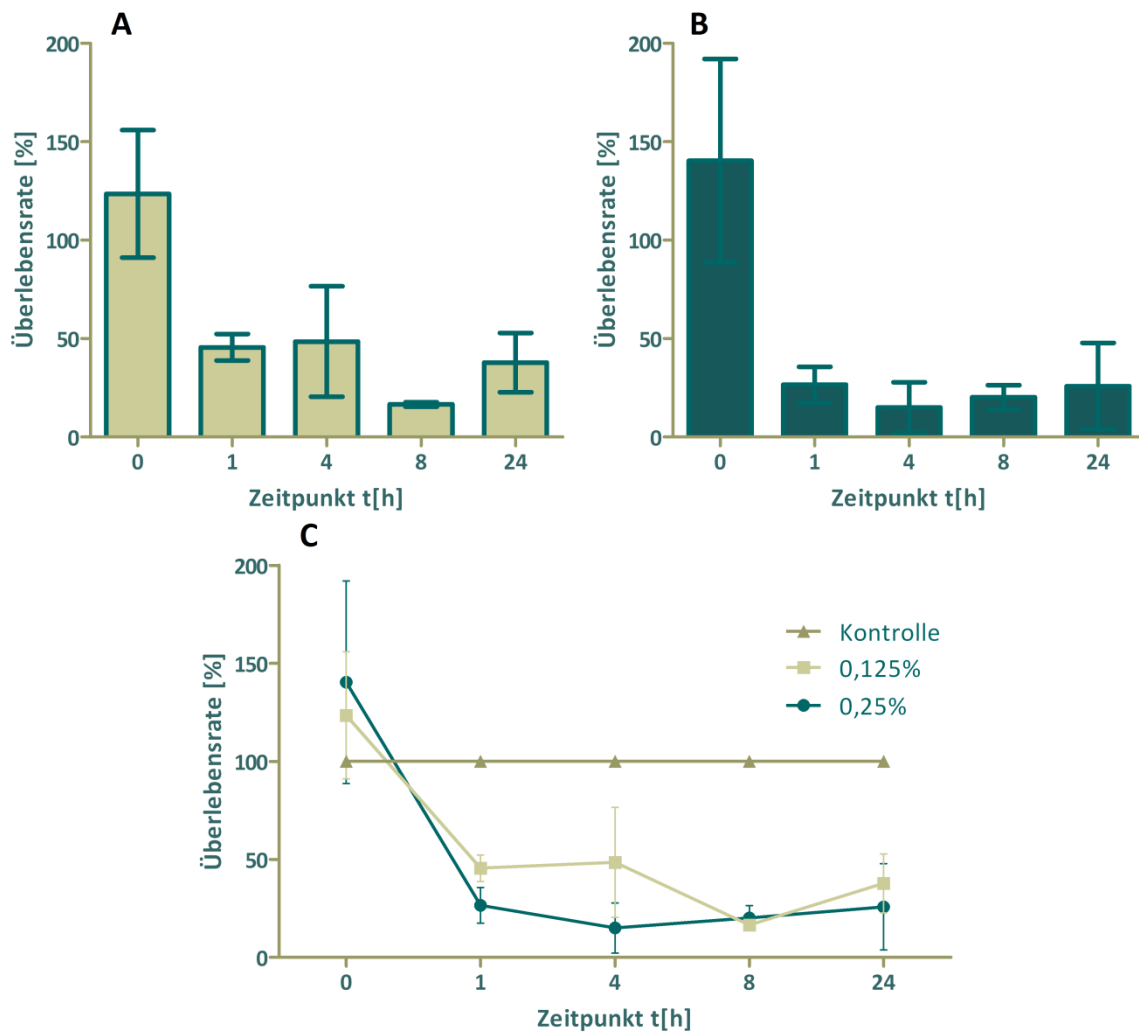 A
Überlebensrate [%]
200
150
100
50
0
0 1 4 8 24
Zeitpunkt t[h]
B
Überlebensrate [%]
200
150
100
50
0
0 1 4 8 24
Zeitpunkt t[h]
C
Überlebensrate [%]
200
150
100
50
0
0 1 4 8 24
Zeitpunkt t[h]
Kontrolle
0,125%
0,25%